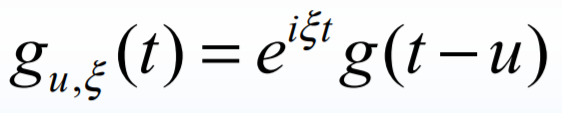 g_{u,ξ}(t) = e^{iξt} g(t − u)